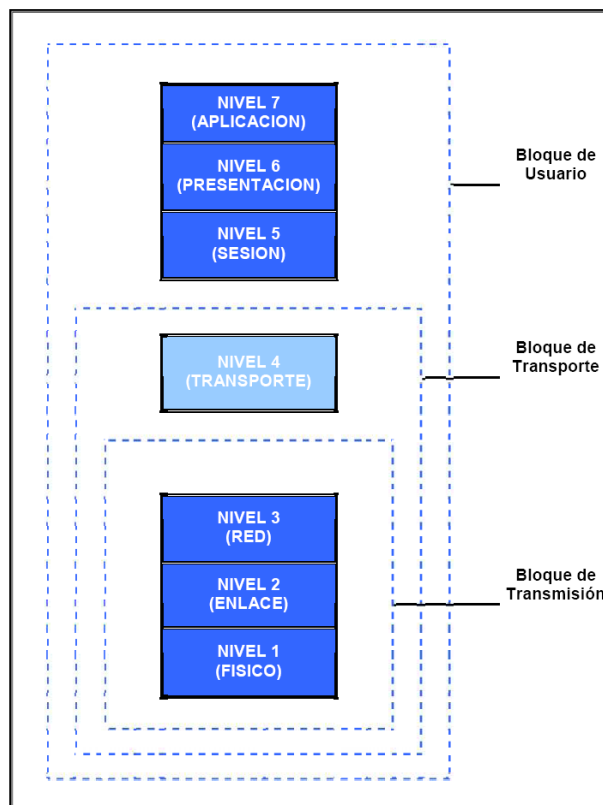 NIVEL 7
(APLICACION)
NIVEL 6
(PRESENTACION)
NIVEL 5
(SESION)
Bloque de
Usuario
NIVEL 4
(TRANSPORTE)
Bloque de
Transporte
NIVEL 3
(RED)
NIVEL 2
(ENLACE)
NIVEL 1
(FISICO)
Bloque de
Transmisión